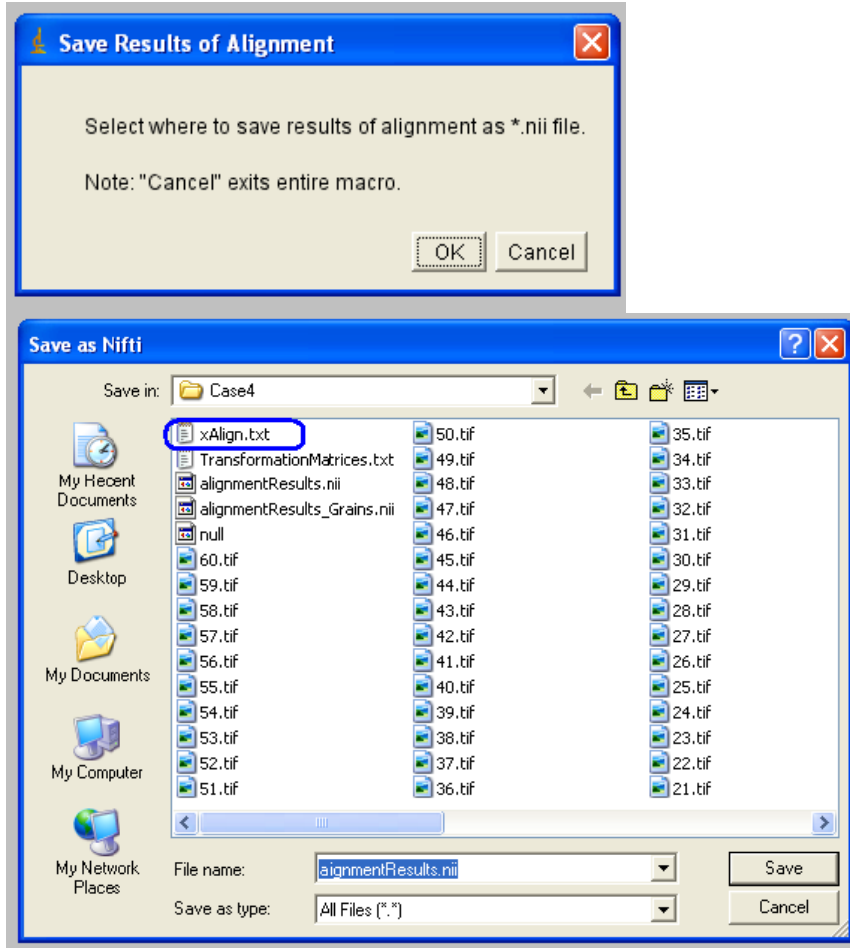 Save Results of Alignment
Select where to save results of alignment as *.nii file.
Note: "Cancel" exits entire macro.
OK
Cancel
Save as Nifti
Save in:
Case4
My Recent
Documents
Desktop
My Documents
My Computer
My Network
Places
xAlign.txt
TransformationMatrices.txt
alignmentResults.nii
alignmentResults_Grains.nii
null
60.tif
59.tif
58.tif
57.tif
56.tif
55.tif
54.tif
53.tif
52.tif
51.tif
50.tif
49.tif
48.tif
47.tif
46.tif
45.tif
44.tif
43.tif
42.tif
41.tif
40.tif
39.tif
38.tif
37.tif
36.tif
35.tif
34.tif
33.tif
32.tif
31.tif
30.tif
29.tif
28.tif
27.tif
26.tif
25.tif
24.tif
23.tif
22.tif
21.tif
File name:
aignmentResults.nii
Save
Save as type:
All Files (*.*)
Cancel